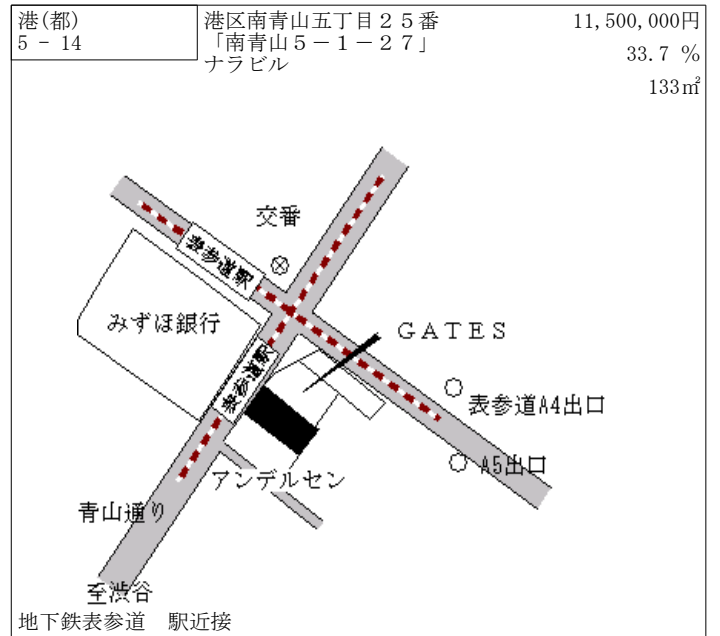 港(都)
5 - 14
港区南青山五丁目２５番
「南青山５－１－２７」
ナラビル
11,500,000円
33.7 %
133㎡
交番
表参道駅
みずほ銀行
ＧＡＴＥＳ
表参道駅
表参道A4出口
A5出口
アンデルセン
青山通り
至渋谷
地下鉄表参道　駅近接